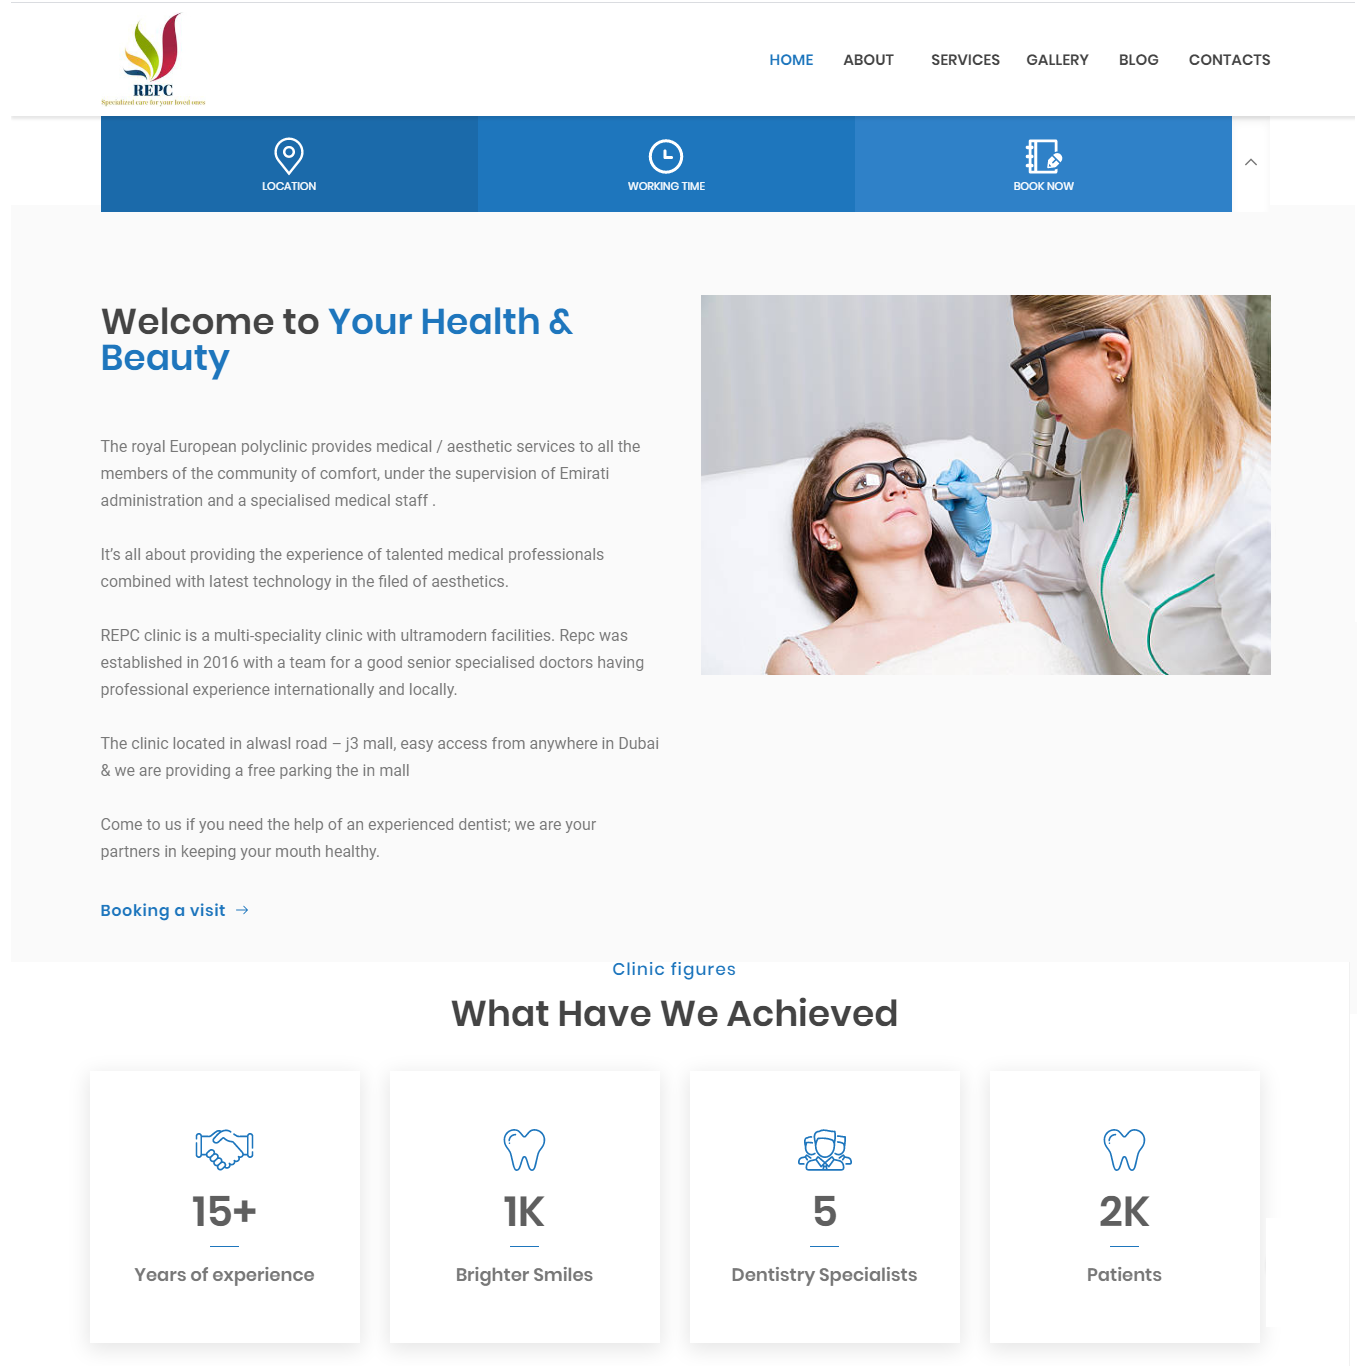 REPC
Specialized care for your loved ones
HOME
ABOUT
SERVICES
GALLERY
BLOG
CONTACTS
LOCATION
WORKING TIME
BOOK NOW
Welcome to Your Health &
Beauty
The royal European polyclinic provides medical / aesthetic services to all the
members of the community of comfort, under the supervision of Emirati
administration and a specialised medical staff .
It's all about providing the experience of talented medical professionals
combined with latest technology in the filed of aesthetics.
REPC clinic is a multi-speciality clinic with ultramodern facilities. Repc was
established in 2016 with a team for a good senior specialised doctors having
professional experience internationally and locally.
The clinic located in alwasl road – j3 mall, easy access from anywhere in Dubai
& we are providing a free parking the in mall
Come to us if you need the help of an experienced dentist; we are your
partners in keeping your mouth healthy.
Booking a visit →
Clinic figures
What Have We Achieved
15+
Years of experience
1K
Brighter Smiles
5
Dentistry Specialists
2K
Patients